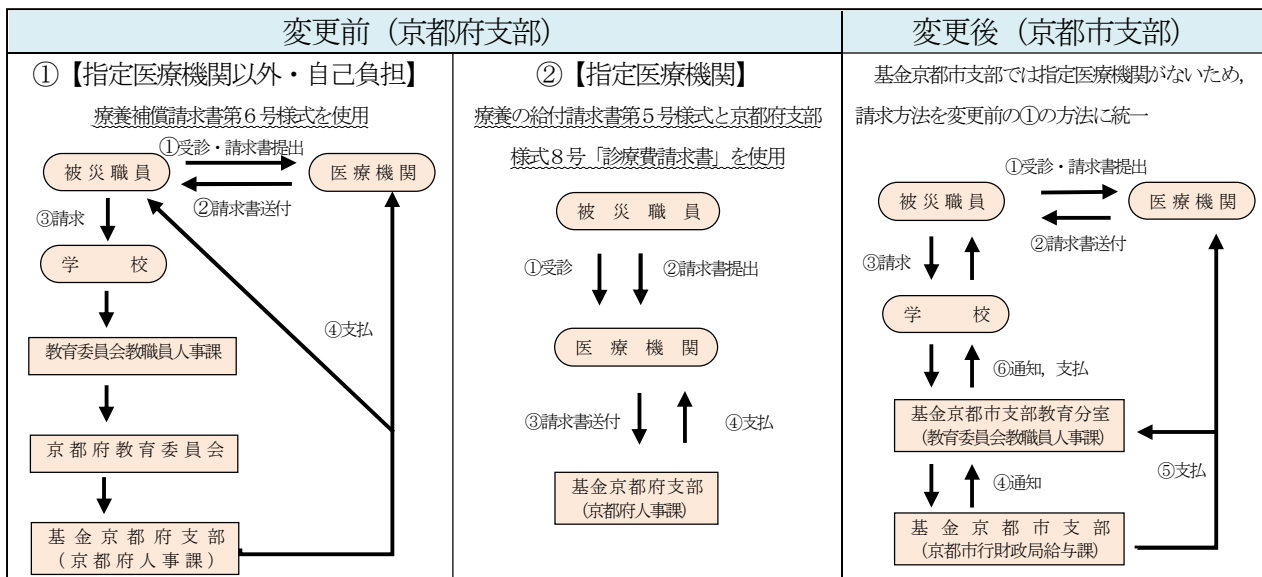 変更前（京都府支部）
①【指定医療機関以外・自己負担】
療養補償請求書第６号様式を使用
①受診・請求書提出
被災職員
医療機関
②請求書送付
③請求
学　校
④支払
教育委員会教職員人事課
京都府教育委員会
基金京都府支部
（京都府人事課）
②【指定医療機関】
療養の給付請求書第５号様式と京都府支部
様式８号「診療費請求書」を使用
被災職員
①受診
②請求書提出
医療機関
③請求書送付
④支払
基金京都府支部
（京都府人事課）
変更後（京都市支部）
基金京都市支部では指定医療機関がないため，
請求方法を変更前の①の方法に統一
①受診・請求書提出
被災職員
医療機関
②請求書送付
③請求
学　校
⑥通知，支払
基金京都市支部教育分室
（教育委員会教職員人事課）
④通知
⑤支払
基金京都市支部
（京都市行財政局給与課）